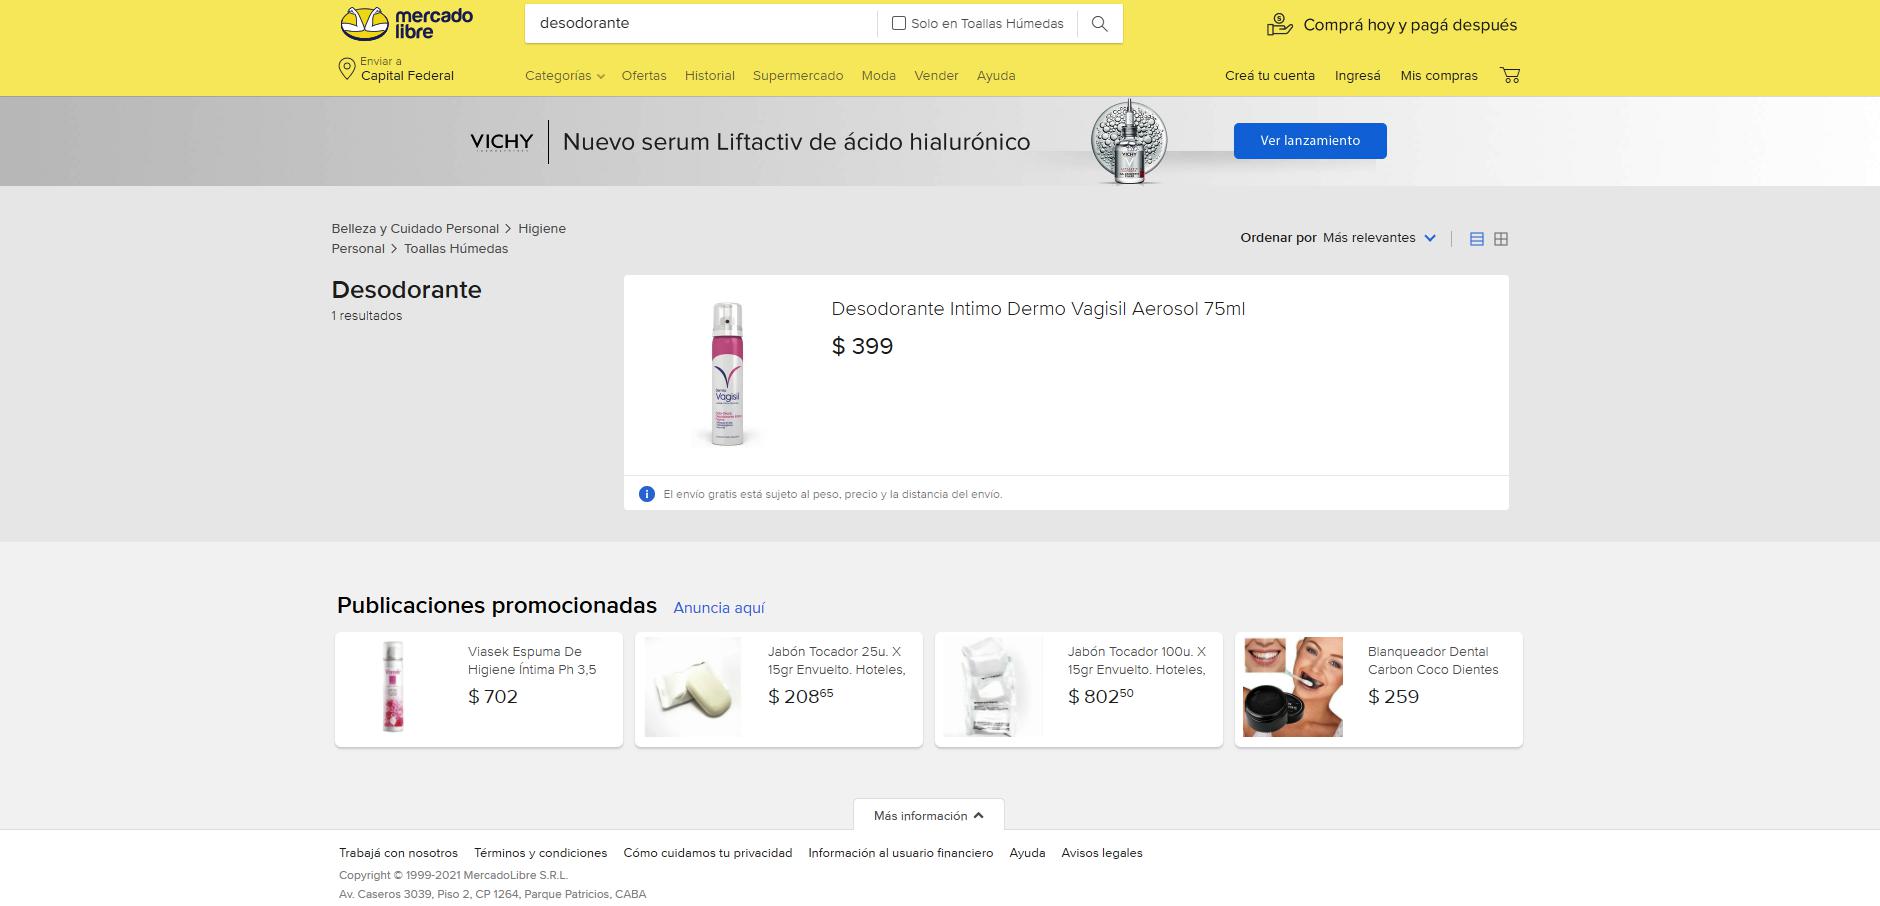 mercado
libre
desodorante
Solo en Toallas Húmedas
Comprá hoy y pagá después
Enviar a
Capital Federal
Categorías
Ofertas
Historial
Supermercado
Moda
Vender
Ayuda
Creá tu cuenta
Ingresá
Mis compras
VICHY
Nuevo serum Liftactiv de ácido hialurónico
VICHY
Ver lanzamiento
Belleza y Cuidado Personal > Higiene
Personal > Toallas Húmedas
Ordenar por Más relevantes
Desodorante
1 resultados
Desodorante Intimo Dermo Vagisil Aerosol 75ml
$ 399
Vagisil
El envío gratis está sujeto al peso, precio y la distancia del envío.
Publicaciones promocionadas
Anuncia aquí
Viasek Espuma De
Higiene Íntima Ph 3,5
$ 702
Jabón Tocador 25u. X
15gr Envuelto. Hoteles,
$ 208 65
Jabón Tocador 100u. X
15gr Envuelto. Hoteles,
$ 802 50
Blanqueador Dental
Carbon Coco Dientes
$ 259
Más información
Trabajá con nosotros
Términos y condiciones
Cómo cuidamos tu privacidad
Información al usuario financiero
Ayuda
Avisos legales
Copyright © 1999-2021 MercadoLibre S.R.L.
Av. Caseros 3039, Piso 2, CP 1264, Parque Patricios, CABA